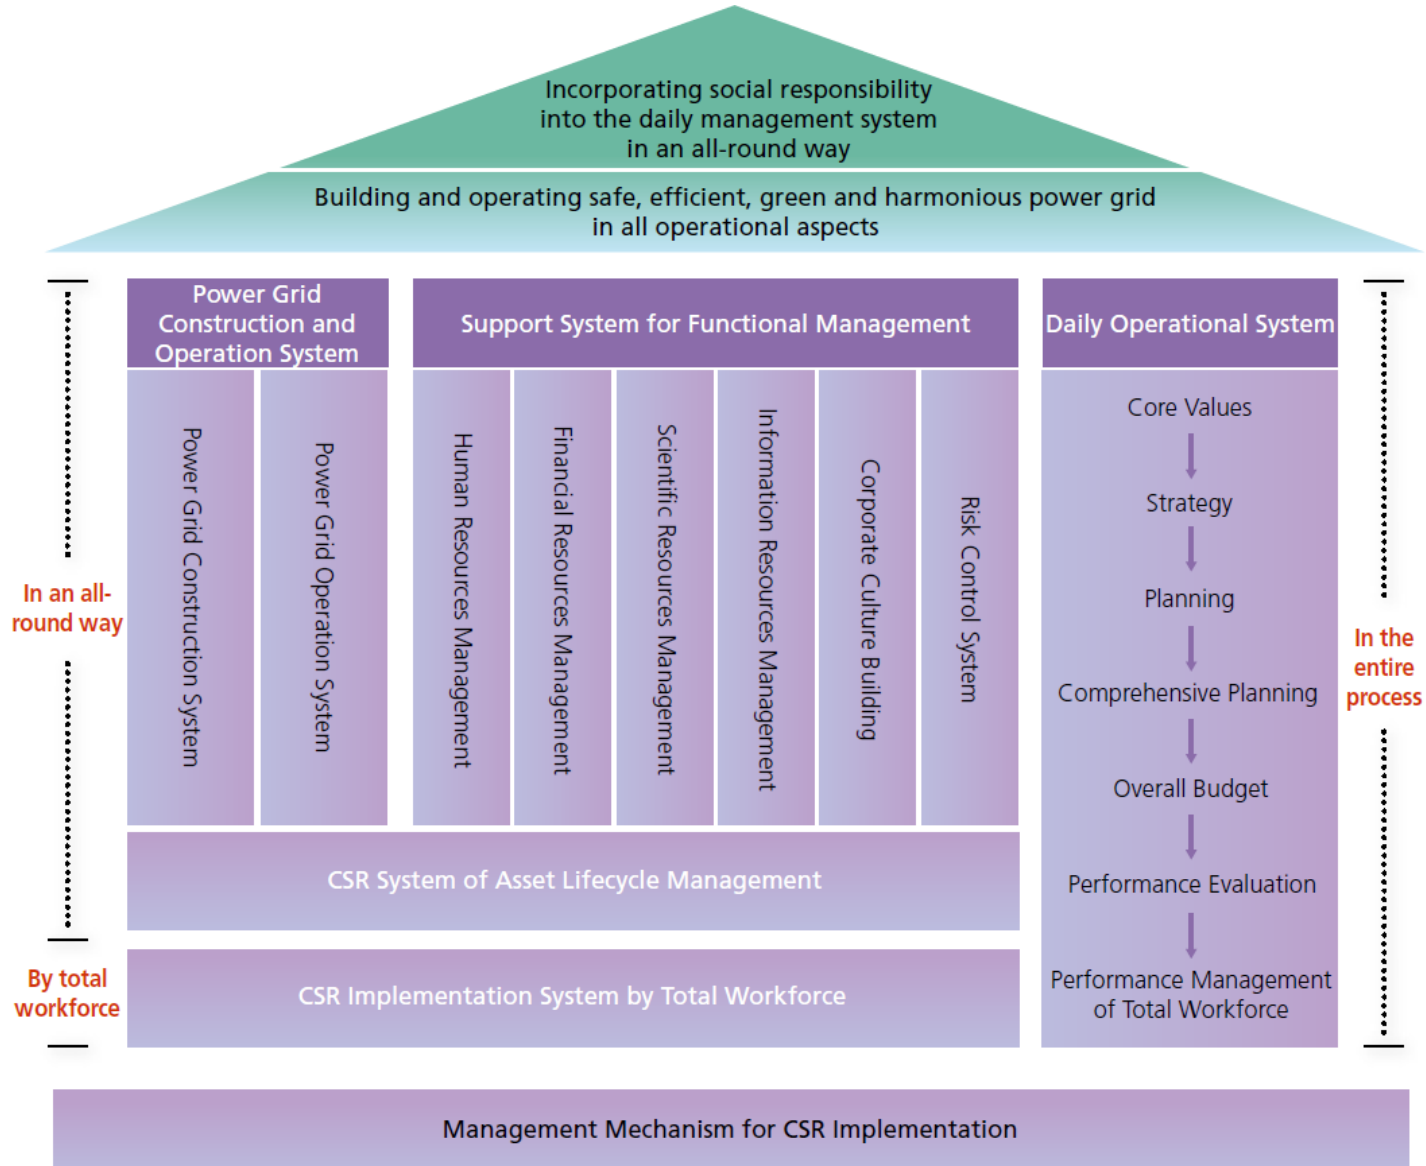 Incorporating social responsibility
into the daily management system
in an all-round way
Building and operating safe, efficient, green and harmonious power grid
in all operational aspects
In an all-
round way
By total
workforce
Power Grid
Construction and
Operation System
Power Grid Construction System
Power Grid Operation System
Support System for Functional Management
Human Resources Management
Financial Resources Management
Scientific Resources Management
Information Resources Management
Corporate Culture Building
Risk Control System
CSR System of Asset Lifecycle Management
CSR Implementation System by Total Workforce
Daily Operational System
Core Values
Strategy
Planning
Comprehensive Planning
Overall Budget
Performance Evaluation
Performance Management
of Total Workforce
In the
entire
process
Management Mechanism for CSR Implementation